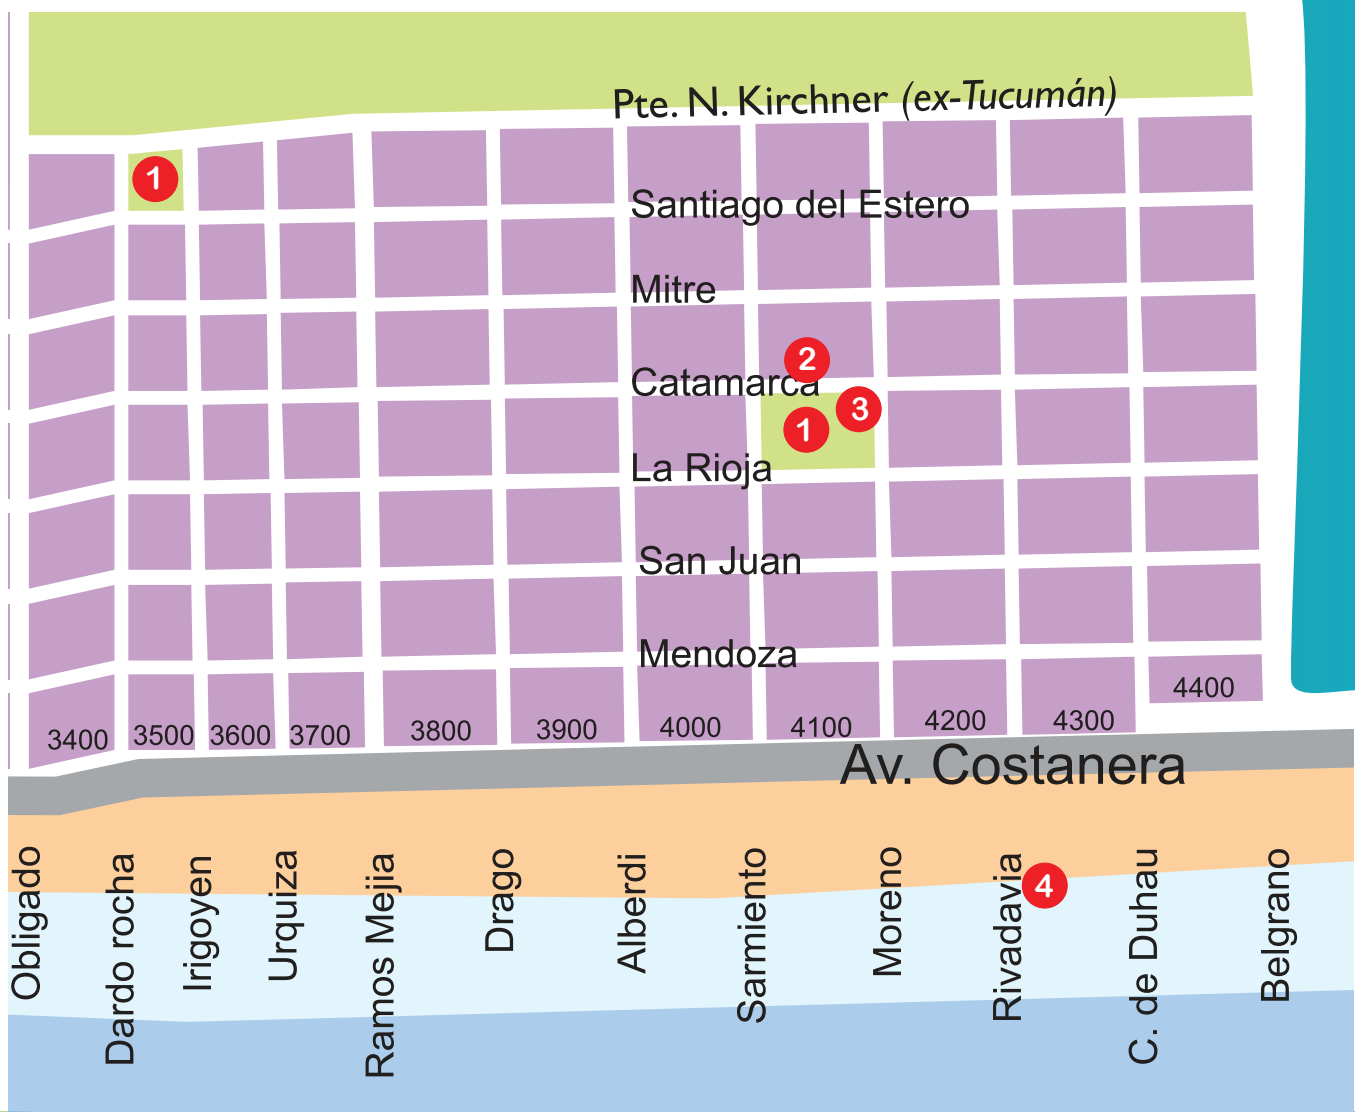 Pte. N. Kirchner (ex-Tucumán)
1
Santiago del Estero
Mitre
2
Catamarca
3
1
La Rioja
San Juan
Mendoza
3400
3500
3600
3700
3800
3900
4000
4100
4200
4300
4400
Av. Costanera
Obligado
Dardo rocha
Irigoyen
Urquiza
Ramos Mejia
Drago
Alberdi
Sarmiento
Moreno
Rivadavia
4
C. de Duhau
Belgrano